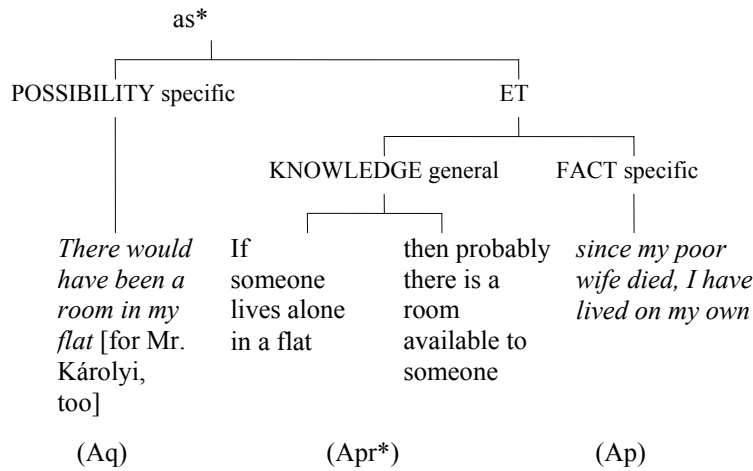 as*
POSSIBILITY specific
ET
KNOWLEDGE general
FACT specific
There would
have been a
room in my
flat [for Mr.
Károlyi,
too]
If
someone
lives alone
in a flat
then probably
there is a
room
available to
someone
since my poor
wife died, I have
lived on my own
(Aq)
(Apr*)
(Ap)